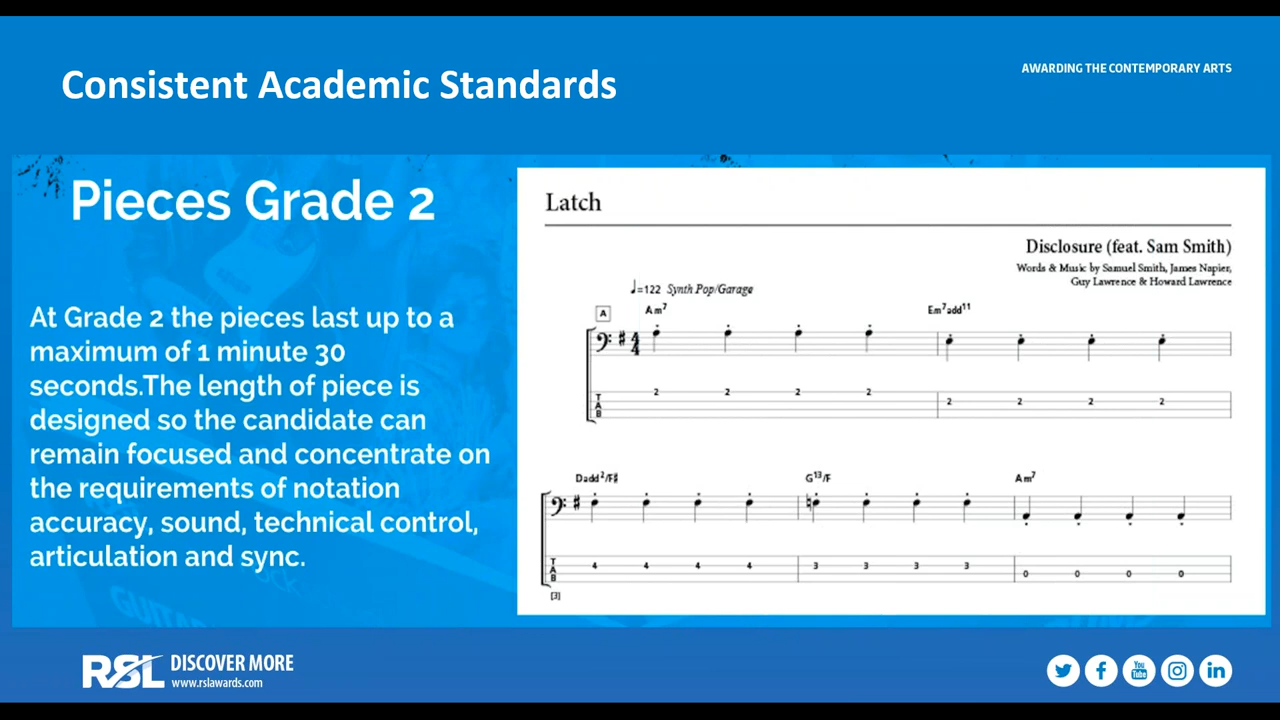 Consistent Academic Standards
AWARDING THE CONTEMPORARY ARTS
Pieces Grade 2
At Grade 2 the pieces last up to a
maximum of 1 minute 30
seconds.The length of piece is
designed so the candidate can
remain focused and concentrate on
the requirements of notation
accuracy, sound, technical control,
articulation and sync.
Latch
Disclosure (feat. Sam Smith)
Words & Music by Samuel Smith, James Napier,
Guy Lawrence & Howard Lawrence
♩=122 Synth Pop/Garage
A Am7 Em7add11
4
4
T
A
B
2 2 2 2 2 2 2 2
Dadd2/F# G13/F Am7
T
A
B
4 4 4 4 3 3 3 3 0 0 0 0
[3]
RSL DISCOVER MORE
www.rslawards.com
You
Tube
in